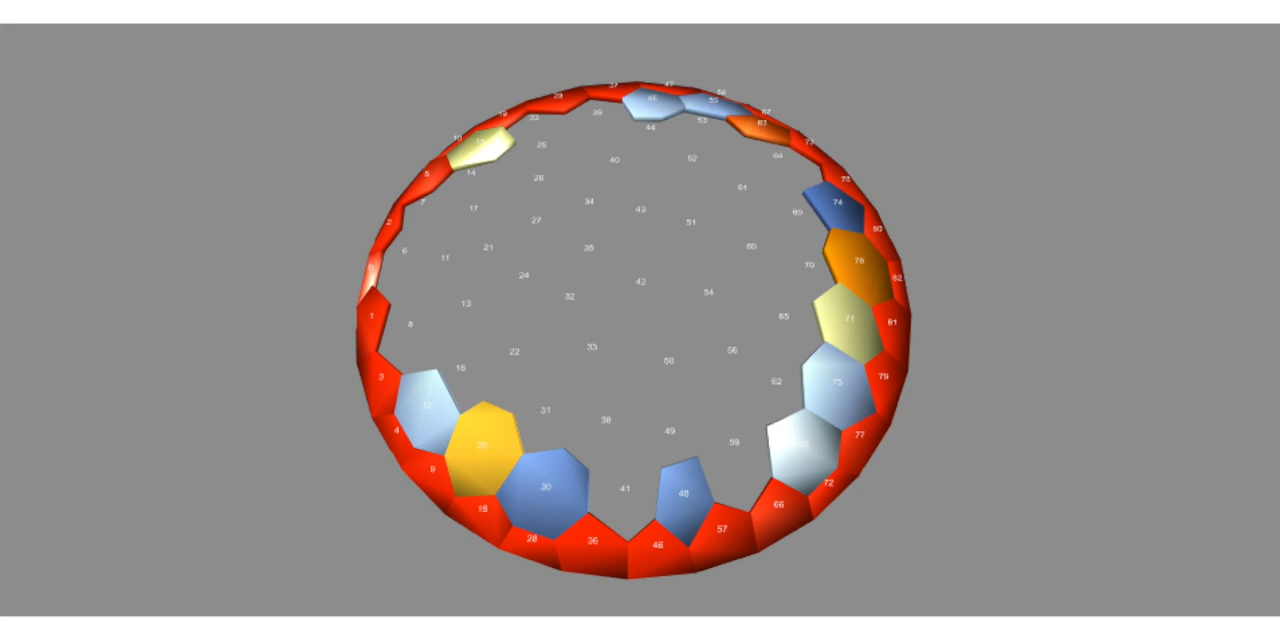 37 47
29 45 55 58
19 23 39 53 67
10 15 25 44 63 73
5 14 40 52 64
7 26 61 78
17 34 43 69 74
2 27 51 80
6 11 21 35 60 76
24 42 70 82
13 32 54
1 8 65 71 81
22 33 56
3 16 50 62 75 79
12 31 38
4 20 49 59 77
9
30 41 48 72
18 66
28 36 46 57